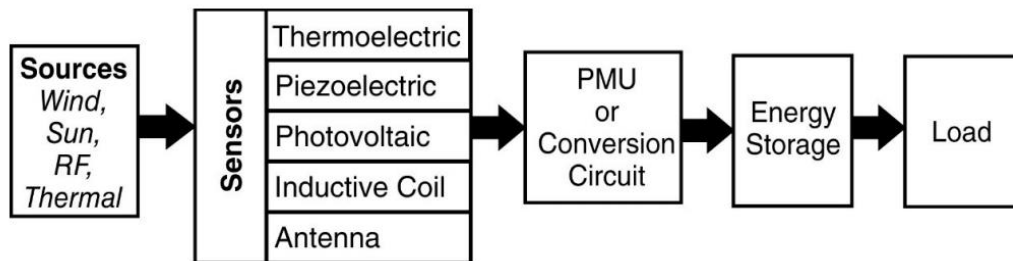 Sources
Wind,
Sun,
RF,
Thermal
Sensors
Thermoelectric
Piezoelectric
Photovoltaic
Inductive Coil
Antenna
PMU
or
Conversion
Circuit
Energy
Storage
Load